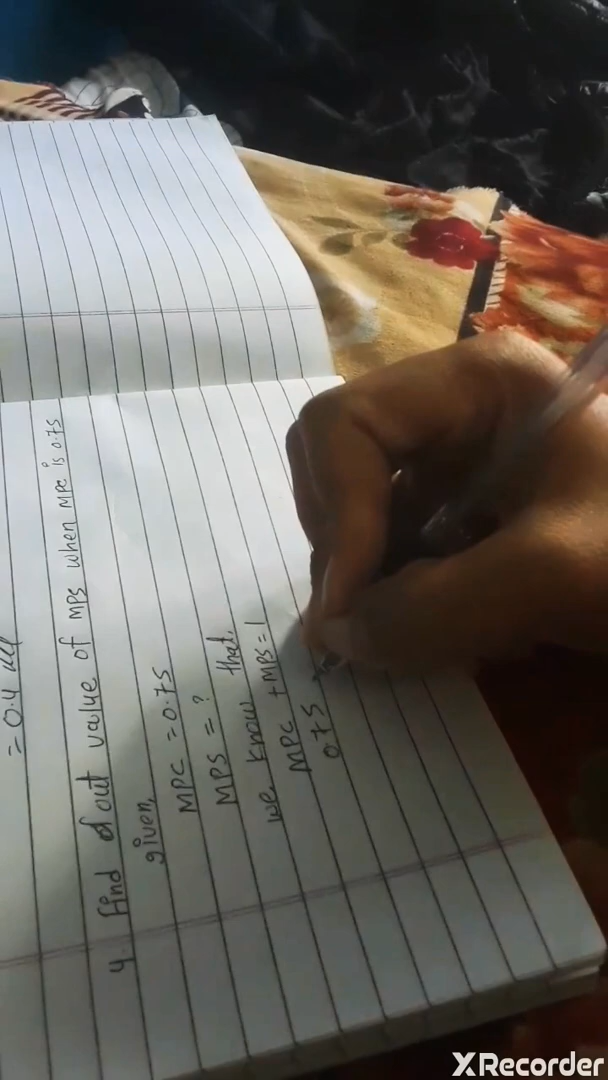 = 0.4
4. find of out value of MPS when MPC is 0.75
given,
MPC = 0.75
MPS = ?
we know that,
MPC + MPS = 1
0.75
XRecorder